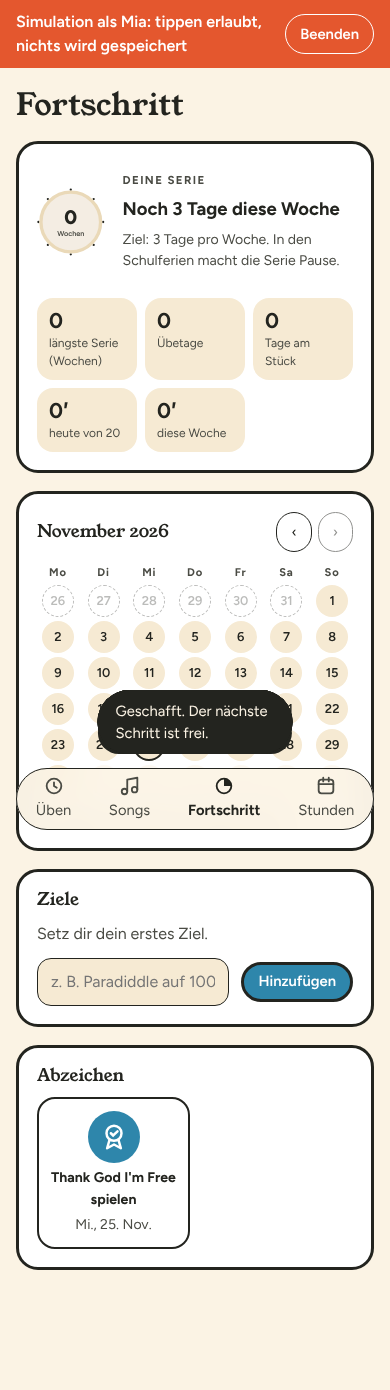 Simulation als Mia: tippen erlaubt,
nichts wird gespeichert
Beenden
Fortschritt
0
Wochen
DEINE SERIE
Noch 3 Tage diese Woche
Ziel: 3 Tage pro Woche. In den
Schulferien macht die Serie Pause.
0
längste Serie
(Wochen)
0
Übetage
0
Tage am
Stück
0′
heute von 20
0′
diese Woche
November 2026
‹ ›
Mo Di Mi Do Fr Sa So
26 27 28 29 30 31 1
2 3 4 5 6 7 8
9 10 11 12 13 14 15
16 22
Geschafft. Der nächste
Schritt ist frei.
23 29
Üben Songs Fortschritt Stunden
Ziele
Setz dir dein erstes Ziel.
z. B. Paradiddle auf 100
Hinzufügen
Abzeichen
Thank God I'm Free
spielen
Mi., 25. Nov.